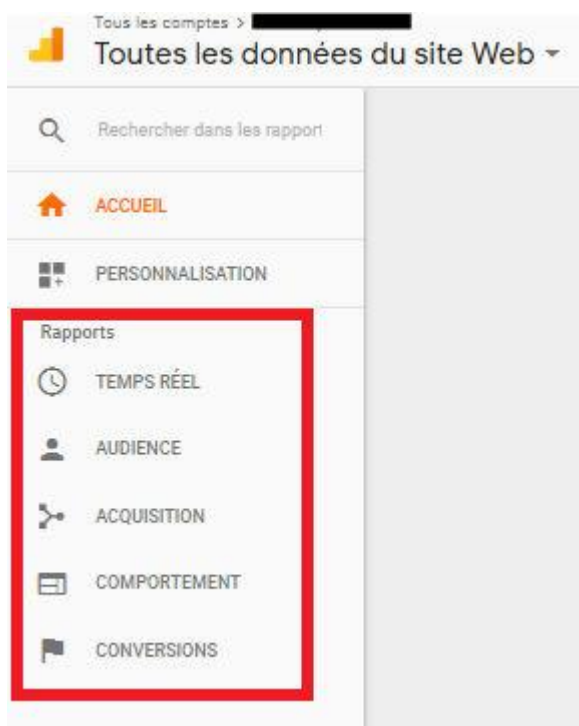 Tous les comptes >
Toutes les données du site Web
Rechercher dans les rapport
ACCUEIL
PERSONNALISATION
Rapports
TEMPS RÉEL
AUDIENCE
ACQUISITION
COMPORTEMENT
CONVERSIONS